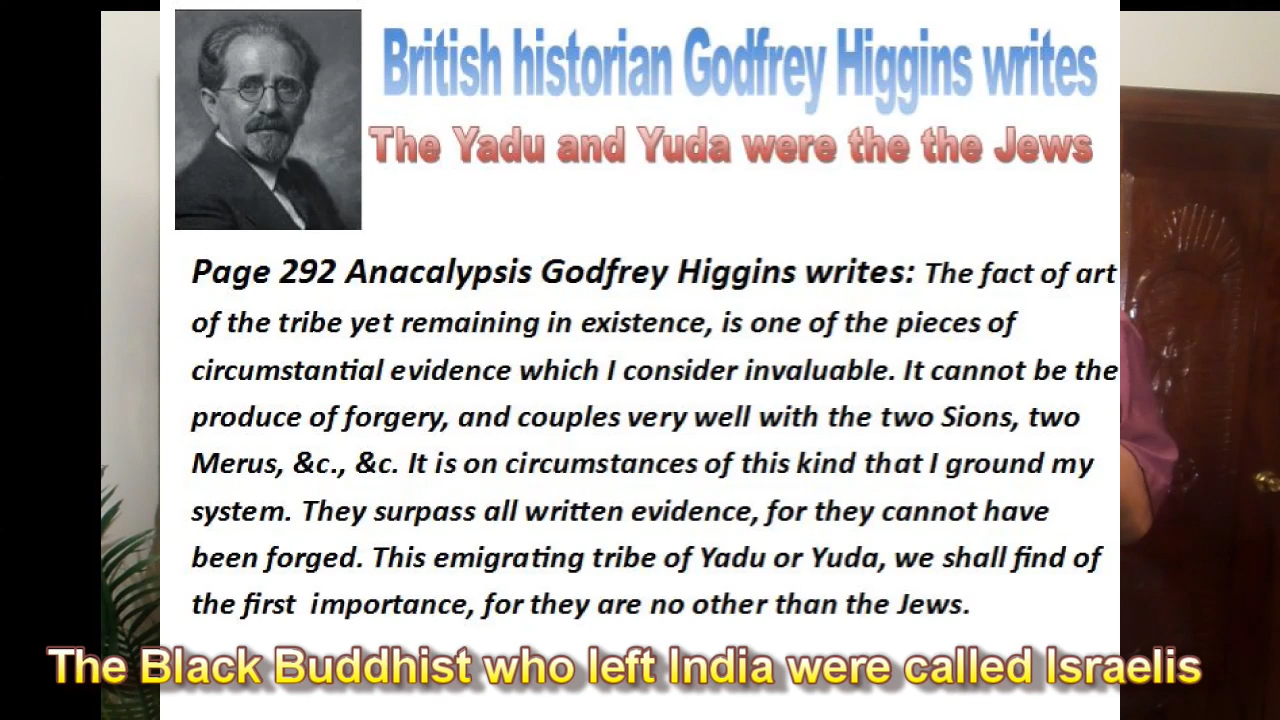 British historian Godfrey Higgins writes
The Yadu and Yuda were the the Jews
Page 292 Anacalypsis Godfrey Higgins writes: The fact of art
of the tribe yet remaining in existence, is one of the pieces of
circumstantial evidence which I consider invaluable. It cannot be the
produce of forgery, and couples very well with the two Sions, two
Merus, &c., &c. It is on circumstances of this kind that I ground my
system. They surpass all written evidence, for they cannot have
been forged. This emigrating tribe of Yadu or Yuda, we shall find of
the first importance, for they are no other than the Jews.
The Black Buddhist who left India were called Israelis